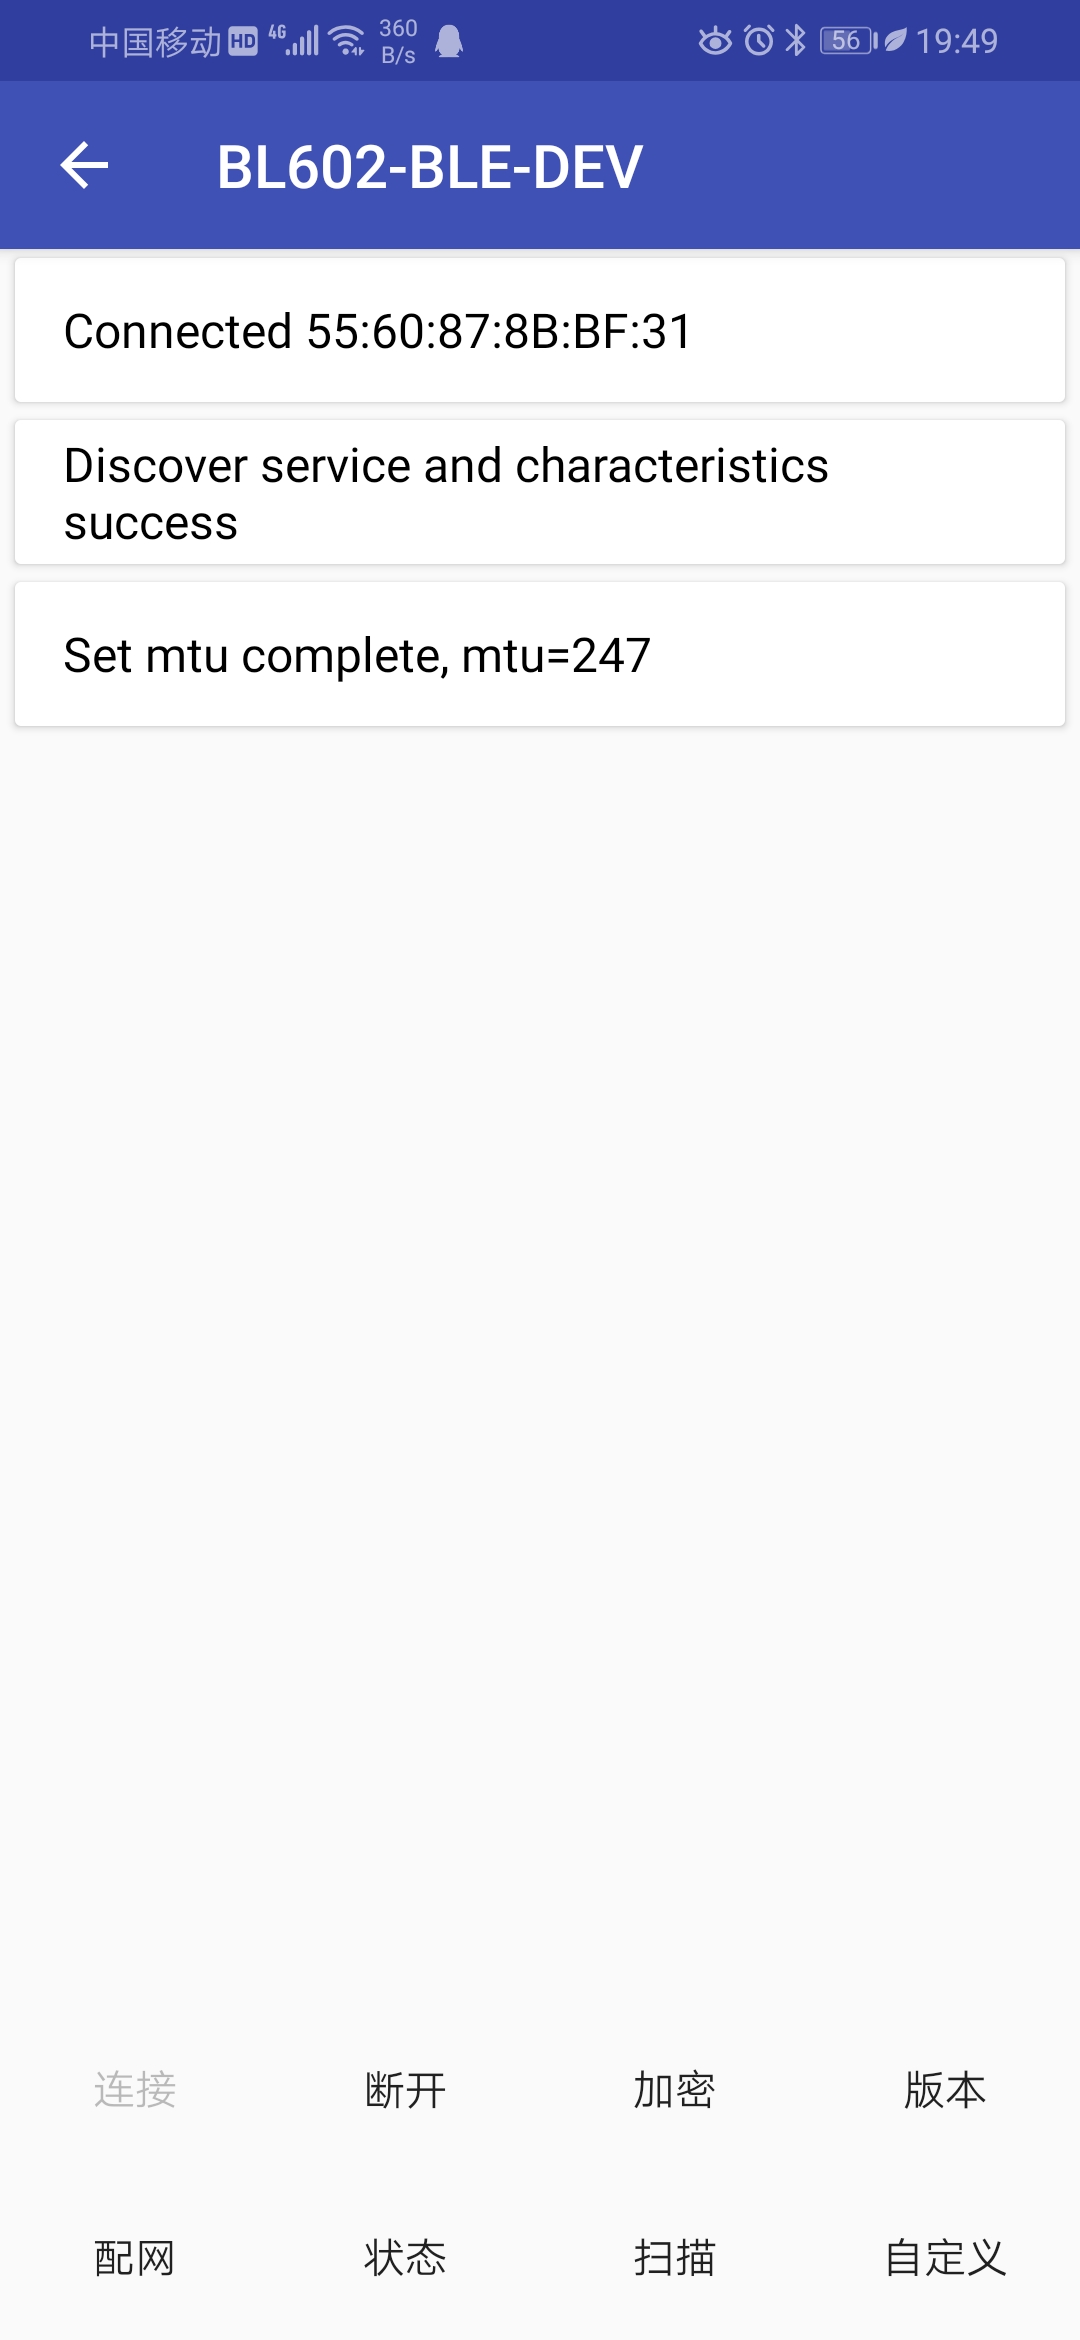 中国移动 HD 4G 360 B/s 56 19:49
BL602-BLE-DEV
Connected 55:60:87:8B:BF:31
Discover service and characteristics
success
Set mtu complete, mtu=247
连接 断开 加密 版本
配网 状态 扫描 自定义